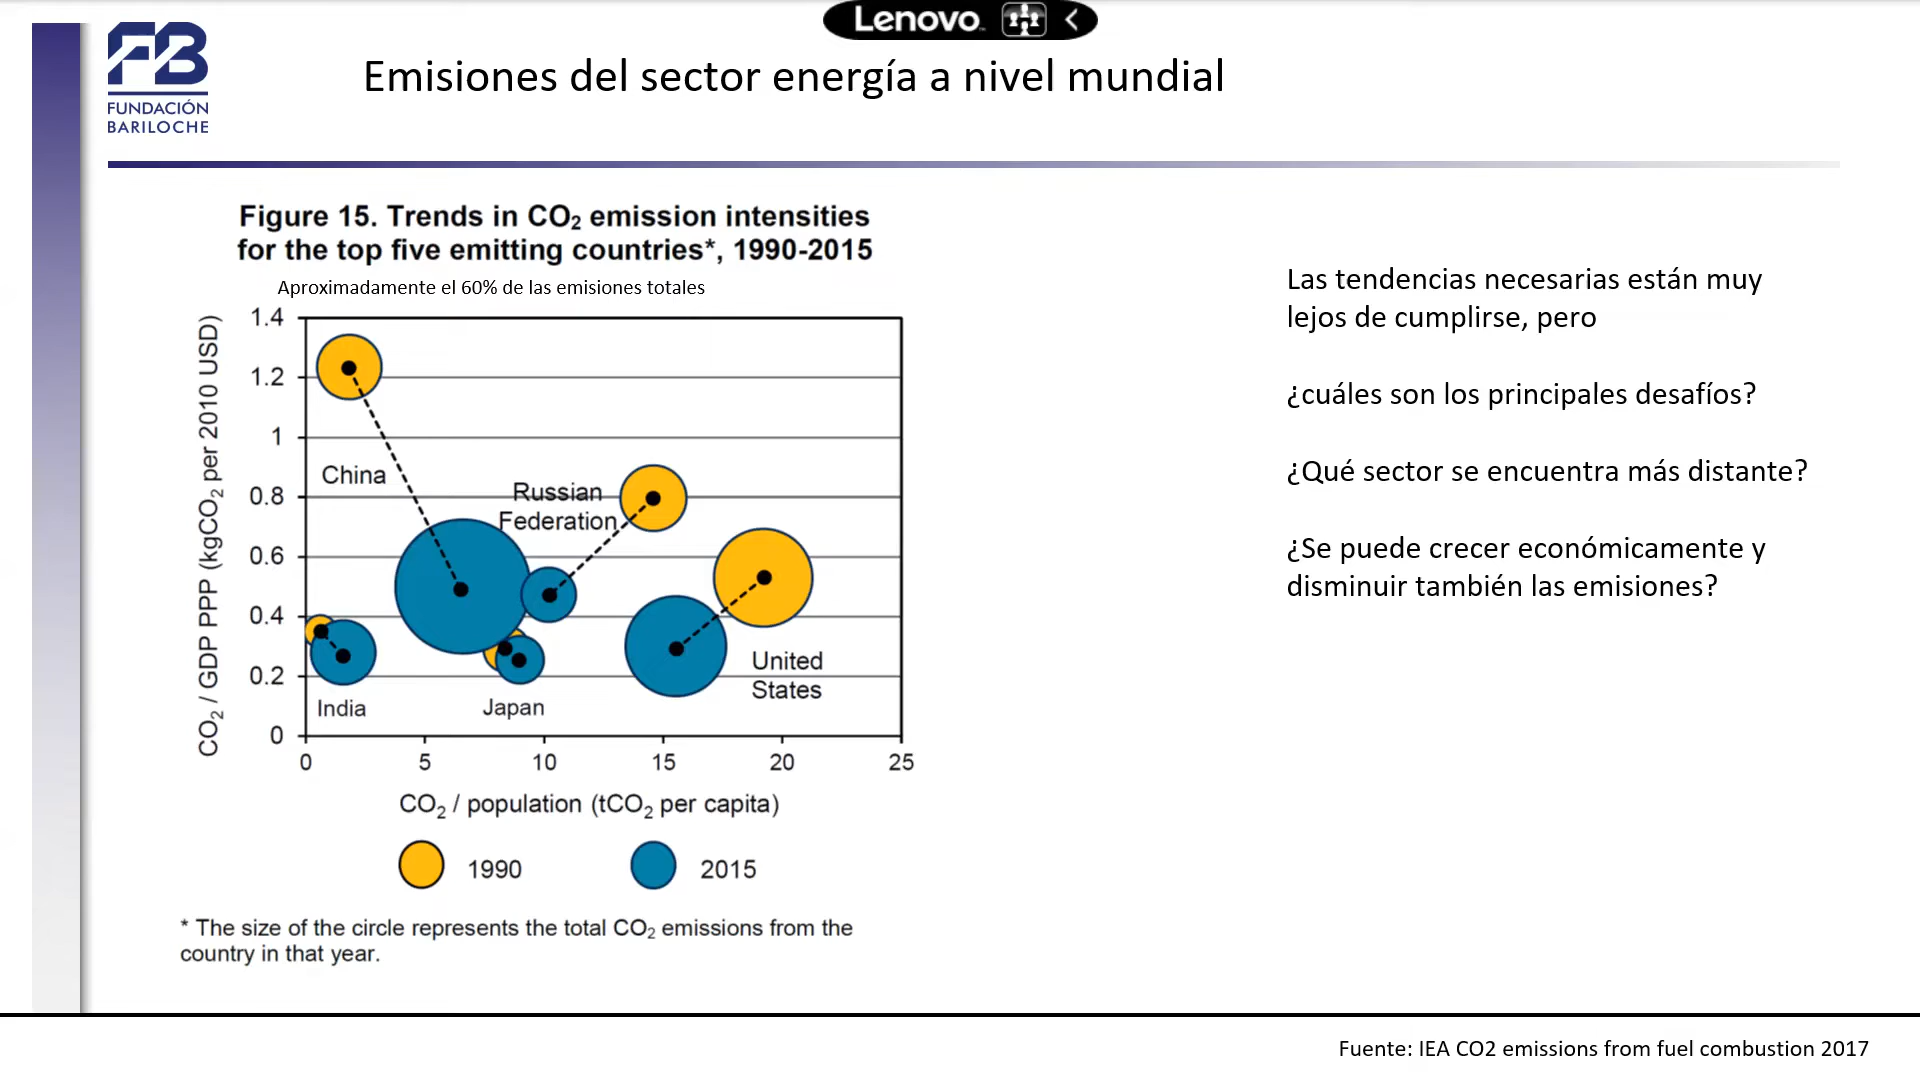 Lenovo
FB
FUNDACIÓN
BARILOCHE
Emisiones del sector energía a nivel mundial
Figure 15. Trends in CO₂ emission intensities
for the top five emitting countries*, 1990-2015
Aproximadamente el 60% de las emisiones totales
CO₂ / GDP PPP (kgCO₂ per 2010 USD)
1.4
1.2
1
0.8
0.6
0.4
0.2
0
China
Russian
Federation
United
States
India
Japan
0 5 10 15 20 25
CO₂ / population (tCO₂ per capita)
1990 2015
* The size of the circle represents the total CO₂ emissions from the
country in that year.
Las tendencias necesarias están muy
lejos de cumplirse, pero
¿cuáles son los principales desafíos?
¿Qué sector se encuentra más distante?
¿Se puede crecer económicamente y
disminuir también las emisiones?
Fuente: IEA CO2 emissions from fuel combustion 2017